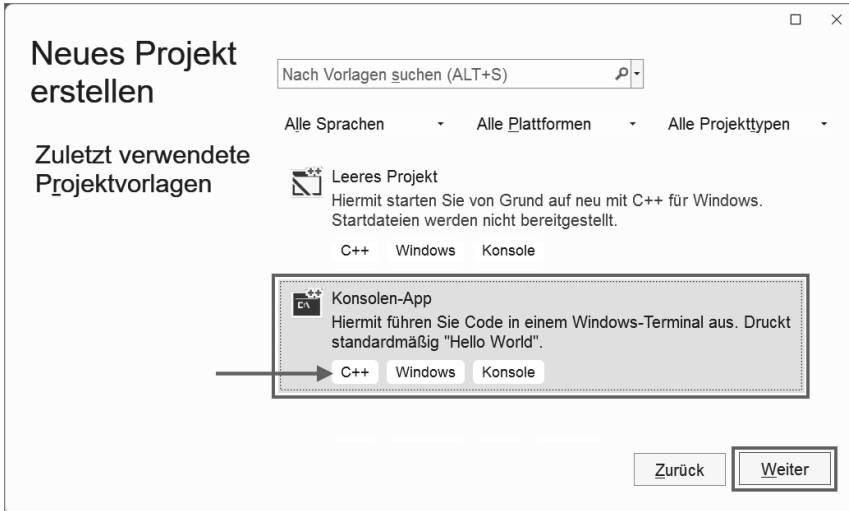 Neues Projekt
erstellen
Zuletzt verwendete
Projektvorlagen
Nach Vorlagen suchen (ALT+S)
Alle Sprachen
Alle Plattformen
Alle Projekttypen
Leeres Projekt
Hiermit starten Sie von Grund auf neu mit C++ für Windows.
Startdateien werden nicht bereitgestellt.
C++ Windows Konsole
Konsolen-App
Hiermit führen Sie Code in einem Windows-Terminal aus. Druckt
standardmäßig "Hello World".
C++ Windows Konsole
Zurück
Weiter